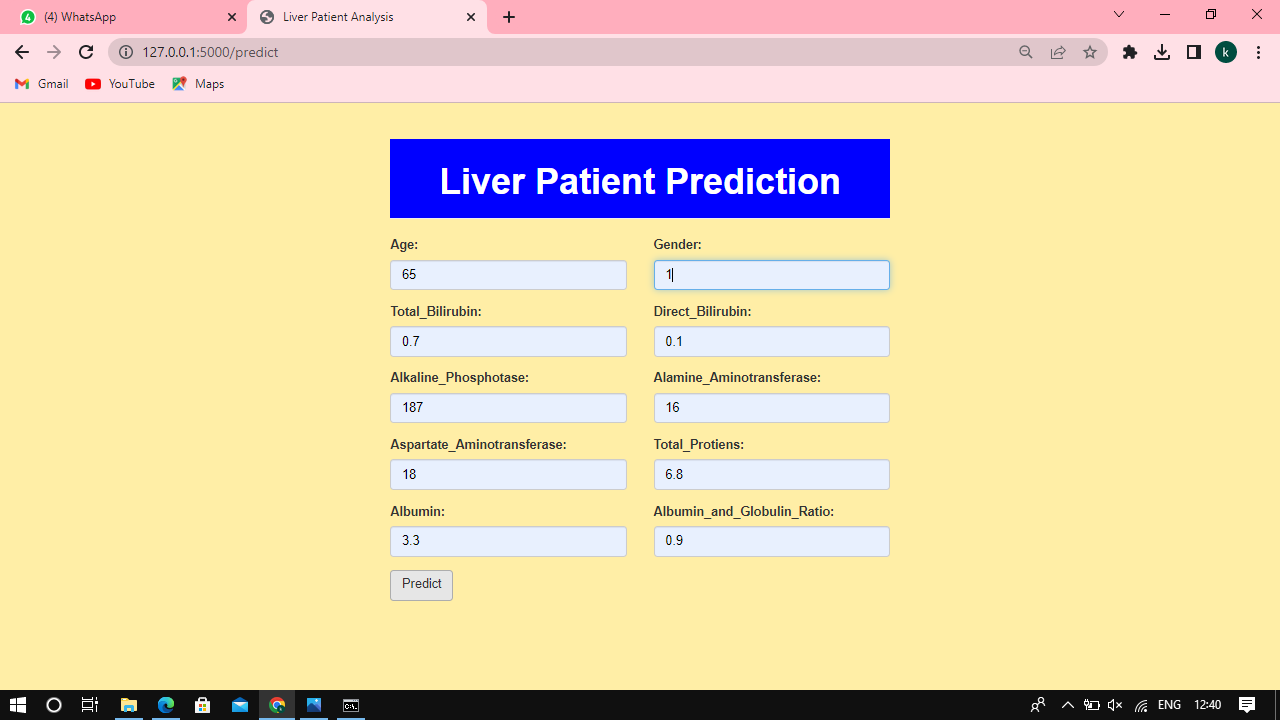 (4) WhatsApp
Liver Patient Analysis
127.0.0.1:5000/predict
k
Gmail
YouTube
Maps
Liver Patient Prediction
Age:
Gender:
65
1
Total_Bilirubin:
Direct_Bilirubin:
0.7
0.1
Alkaline_Phosphotase:
Alamine_Aminotransferase:
187
16
Aspartate_Aminotransferase:
Total_Protiens:
18
6.8
Albumin:
Albumin_and_Globulin_Ratio:
3.3
0.9
Predict
ENG
12:40